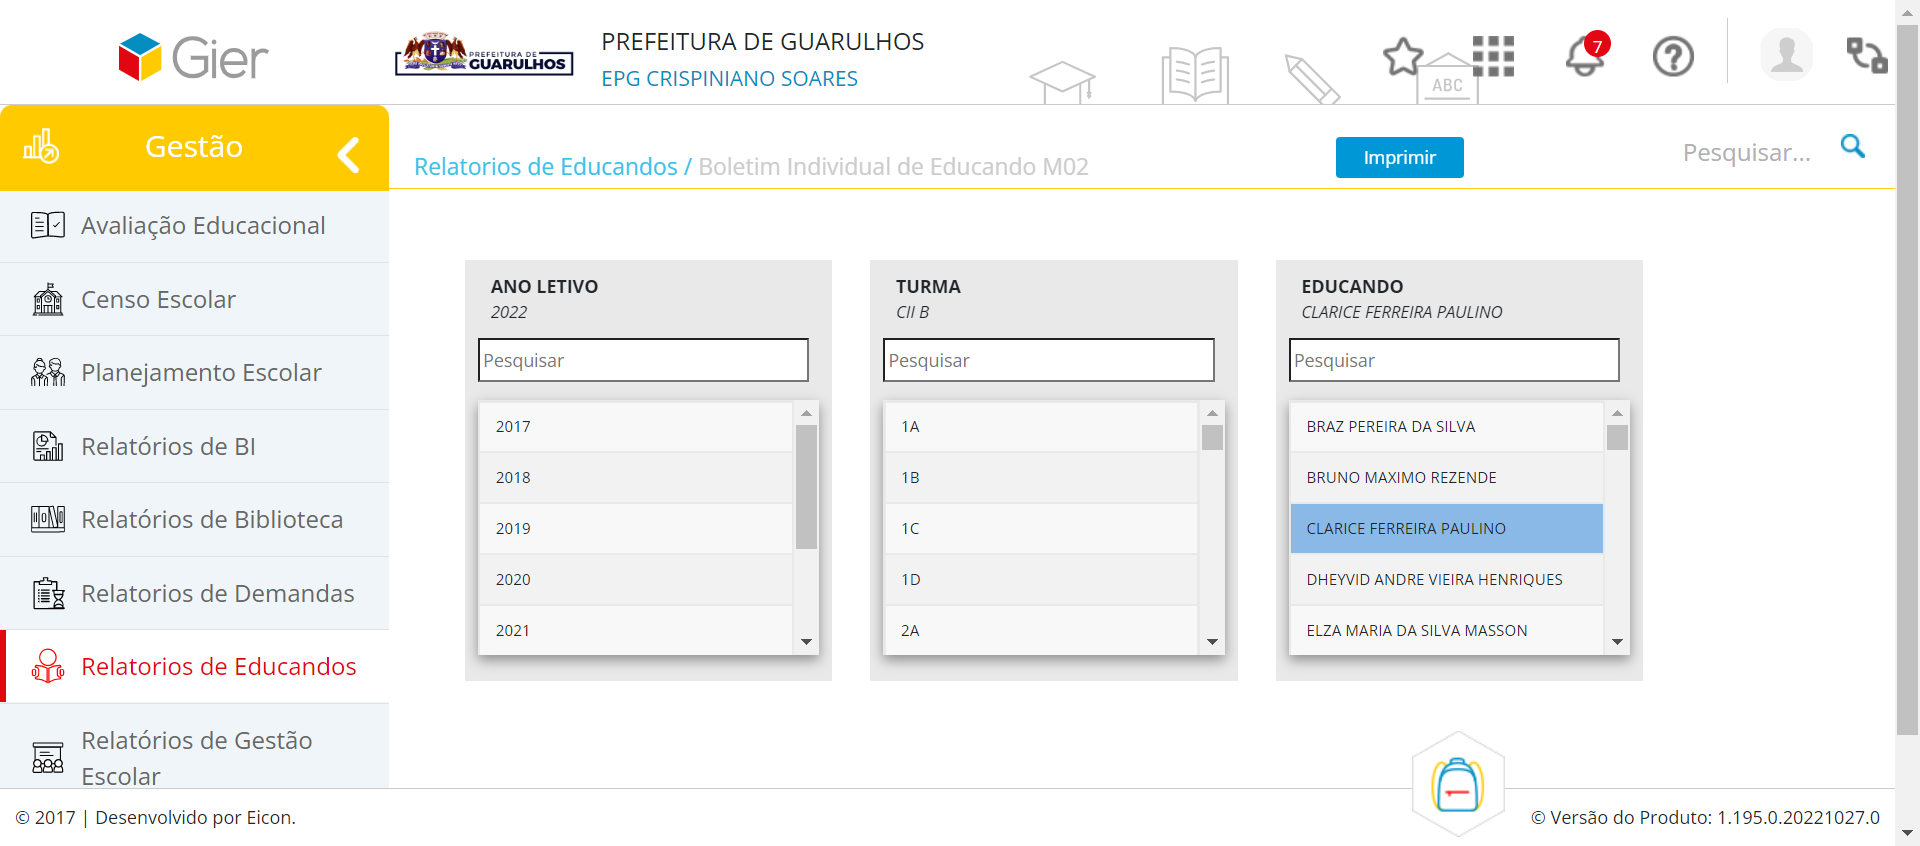 Gier
PREFEITURA DE
GUARULHOS
PREFEITURA DE GUARULHOS
EPG CRISPINIANO SOARES
ABC
7
Gestão
Relatorios de Educandos / Boletim Individual de Educando M02
Imprimir
Pesquisar...
Avaliação Educacional
Censo Escolar
Planejamento Escolar
Relatórios de BI
Relatórios de Biblioteca
Relatorios de Demandas
Relatorios de Educandos
Relatórios de Gestão
Escolar
ANO LETIVO
2022
Pesquisar
2017
2018
2019
2020
2021
TURMA
CII B
Pesquisar
1A
1B
1C
1D
2A
EDUCANDO
CLARICE FERREIRA PAULINO
Pesquisar
BRAZ PEREIRA DA SILVA
BRUNO MAXIMO REZENDE
CLARICE FERREIRA PAULINO
DHEYVID ANDRE VIEIRA HENRIQUES
ELZA MARIA DA SILVA MASSON
© 2017 | Desenvolvido por Eicon.
© Versão do Produto: 1.195.0.20221027.0